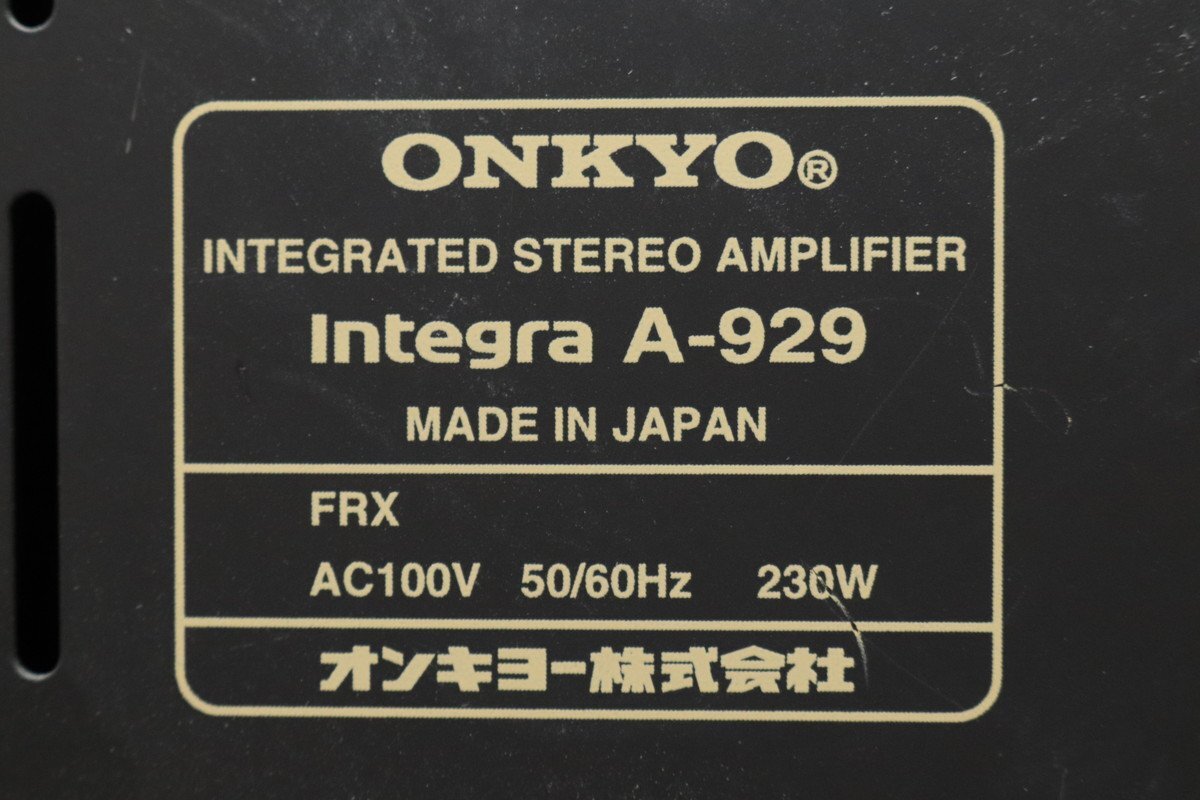 ONKYO®
INTEGRATED STEREO AMPLIFIER
Integra A-929
MADE IN JAPAN
FRX
AC100V 50/60Hz 230W
オンキヨー株式会社